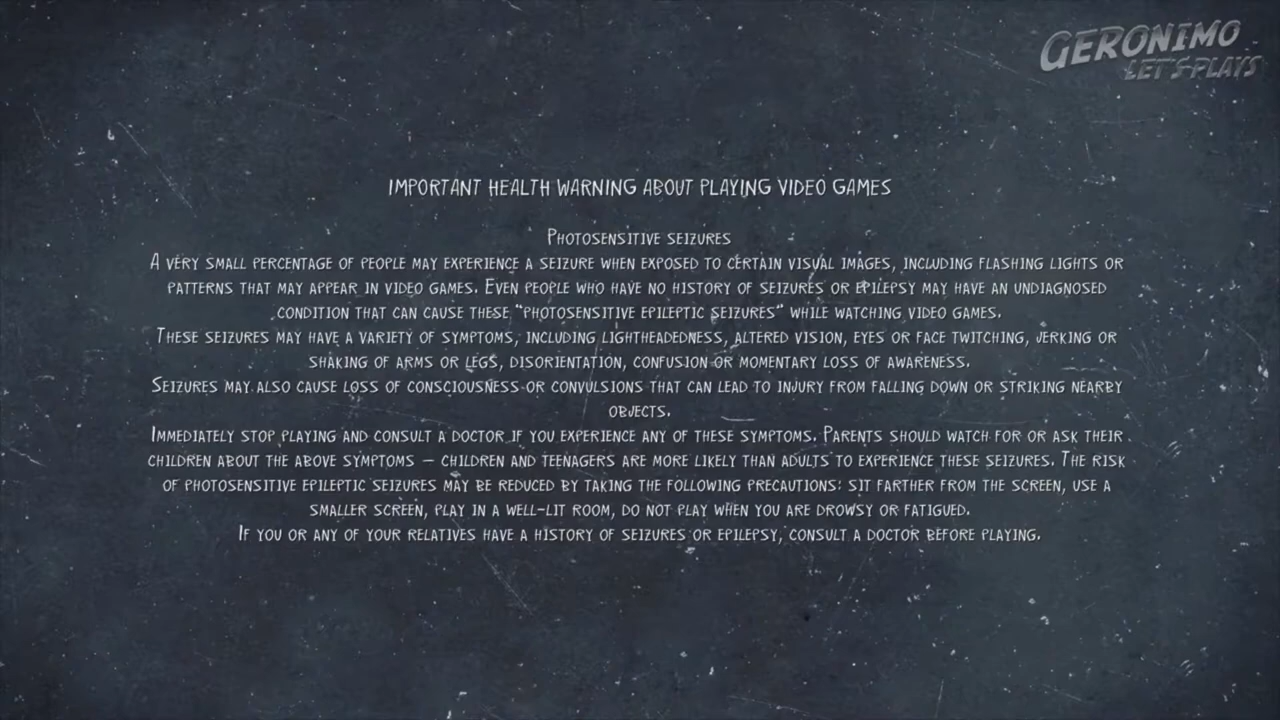 GERONIMO
LET'S PLAYS
IMPORTANT HEALTH WARNING ABOUT PLAYING VIDEO GAMES
PHOTOSENSITIVE SEIZURES
A VERY SMALL PERCENTAGE OF PEOPLE MAY EXPERIENCE A SEIZURE WHEN EXPOSED TO CERTAIN VISUAL IMAGES, INCLUDING FLASHING LIGHTS OR
PATTERNS THAT MAY APPEAR IN VIDEO GAMES. EVEN PEOPLE WHO HAVE NO HISTORY OF SEIZURES OR EPILEPSY MAY HAVE AN UNDIAGNOSED
CONDITION THAT CAN CAUSE THESE "PHOTOSENSITIVE EPILEPTIC SEIZURES" WHILE WATCHING VIDEO GAMES.
THESE SEIZURES MAY HAVE A VARIETY OF SYMPTOMS, INCLUDING LIGHTHEADEDNESS, ALTERED VISION, EYES OR FACE TWITCHING, JERKING OR
SHAKING OF ARMS OR LEGS, DISORIENTATION, CONFUSION OR MOMENTARY LOSS OF AWARENESS.
SEIZURES MAY ALSO CAUSE LOSS OF CONSCIOUSNESS OR CONVULSIONS THAT CAN LEAD TO INJURY FROM FALLING DOWN OR STRIKING NEARBY
OBJECTS.
IMMEDIATELY STOP PLAYING AND CONSULT A DOCTOR IF YOU EXPERIENCE ANY OF THESE SYMPTOMS. PARENTS SHOULD WATCH FOR OR ASK THEIR
CHILDREN ABOUT THE ABOVE SYMPTOMS – CHILDREN AND TEENAGERS ARE MORE LIKELY THAN ADULTS TO EXPERIENCE THESE SEIZURES. THE RISK
OF PHOTOSENSITIVE EPILEPTIC SEIZURES MAY BE REDUCED BY TAKING THE FOLLOWING PRECAUTIONS: SIT FARTHER FROM THE SCREEN, USE A
SMALLER SCREEN, PLAY IN A WELL-LIT ROOM, DO NOT PLAY WHEN YOU ARE DROWSY OR FATIGUED.
IF YOU OR ANY OF YOUR RELATIVES HAVE A HISTORY OF SEIZURES OR EPILEPSY, CONSULT A DOCTOR BEFORE PLAYING.